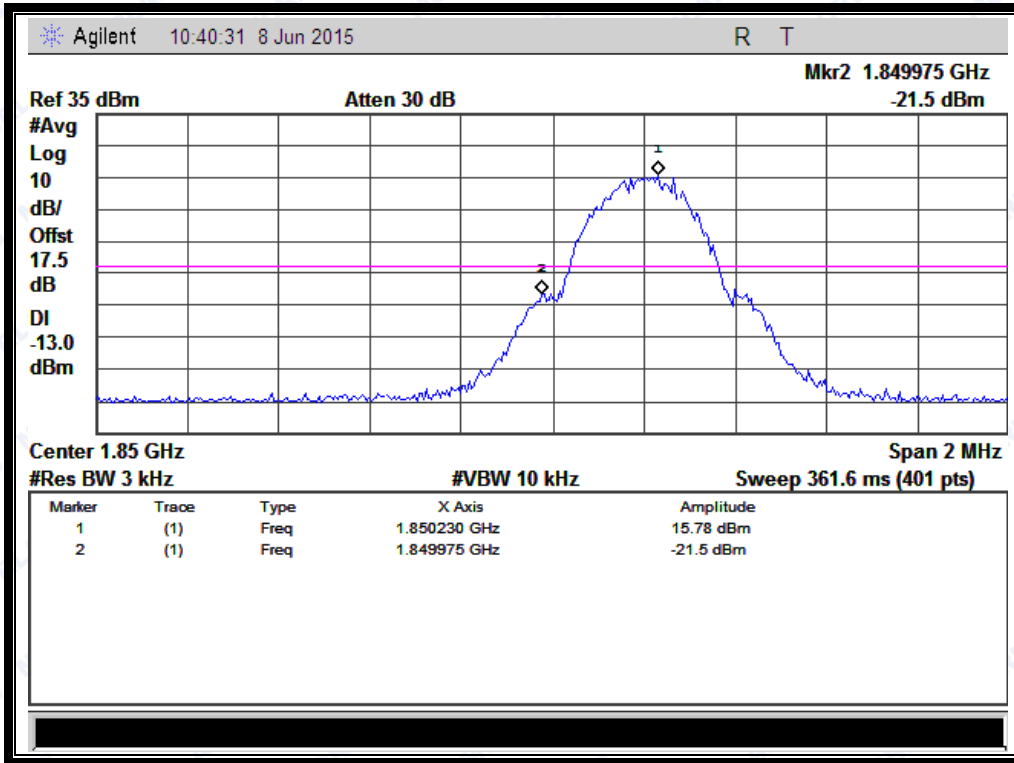 Agilent 10:40:31 8 Jun 2015 R T
Mkr2 1.849975 GHz
Ref 35 dBm Atten 30 dB -21.5 dBm
#Avg
Log
10
dB/
Offst
17.5
dB
DI
-13.0
dBm
1
2
Center 1.85 GHz Span 2 MHz
#Res BW 3 kHz #VBW 10 kHz Sweep 361.6 ms (401 pts)
Marker Trace Type X Axis Amplitude
1 (1) Freq 1.850230 GHz 15.78 dBm
2 (1) Freq 1.849975 GHz -21.5 dBm